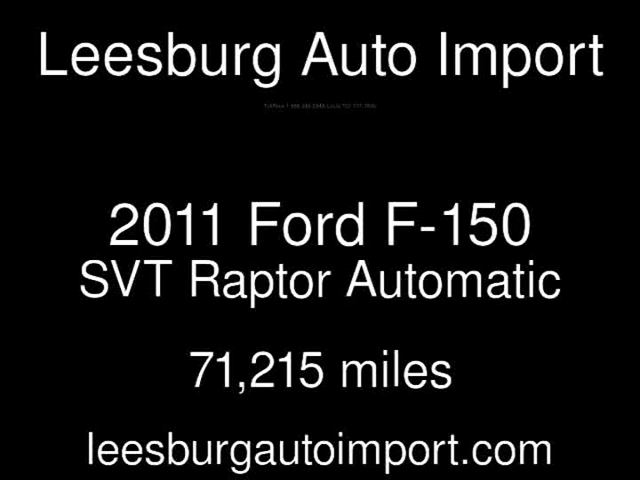 Leesburg Auto Import
2011 Ford F-150
SVT Raptor Automatic
71,215 miles
leesburgautoimport.com